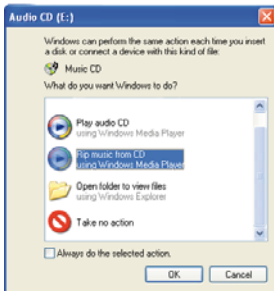 Audio CD (E:)
Windows can perform the same action each time you insert
a disk or connect a device with this kind of file:
Music CD
What do you want Windows to do?
Play audio CD
using Windows Media Player
Rip music from CD
using Windows Media Player
Open folder to view files
using Windows Explorer
Take no action
Always do the selected action.
OK
Cancel